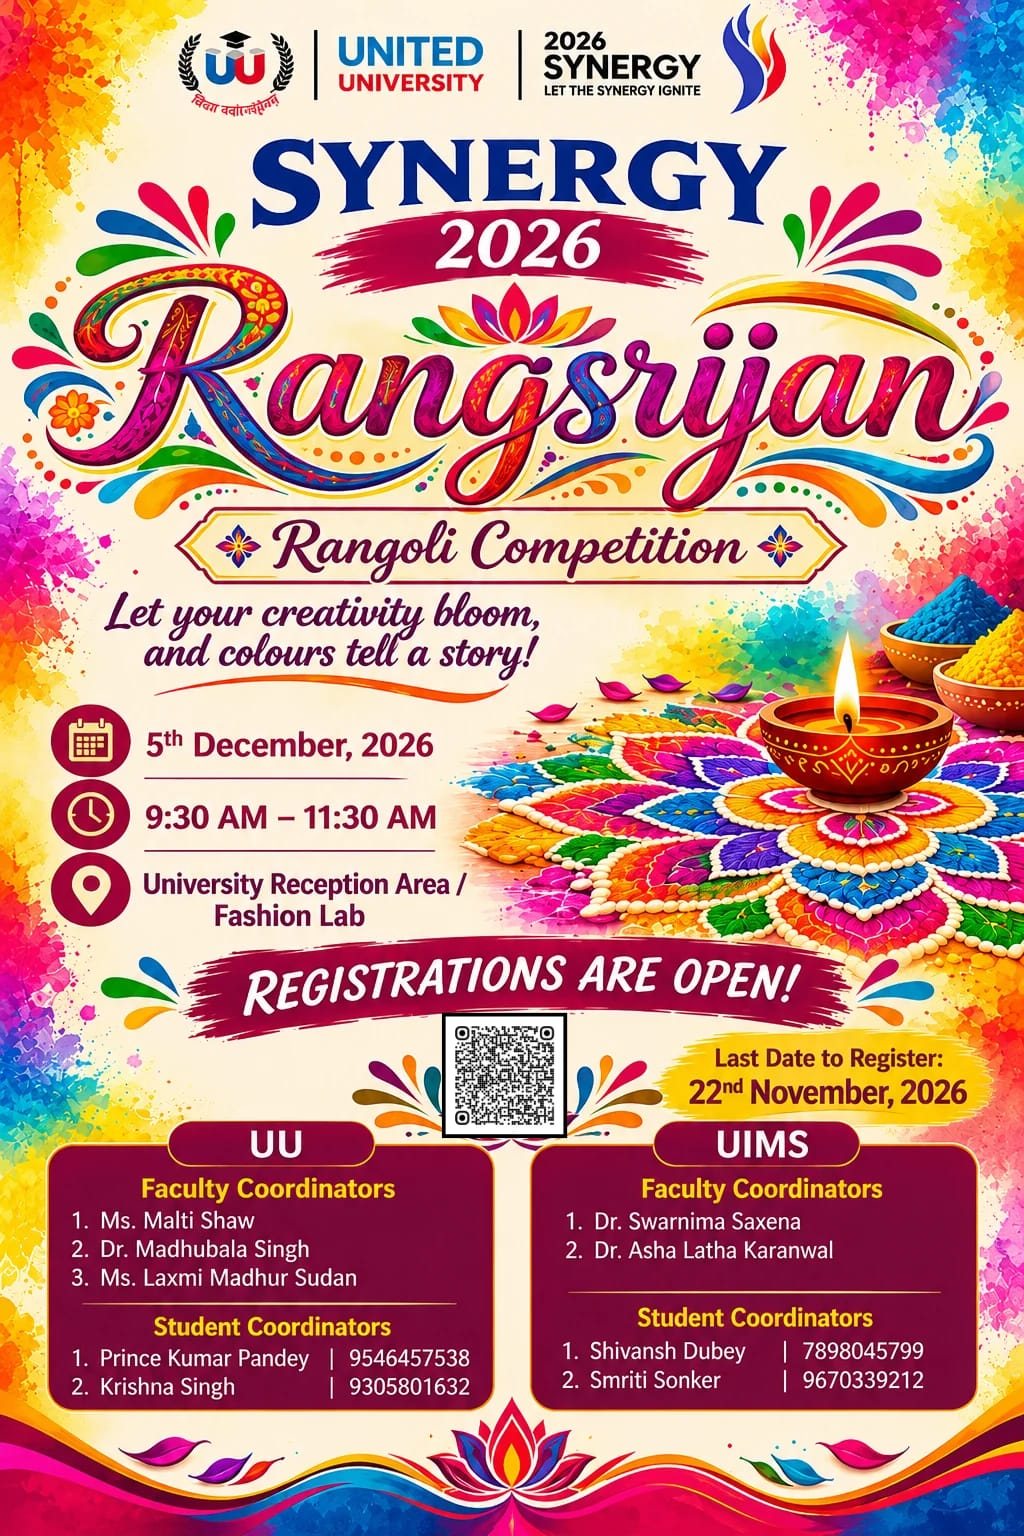 UU
UNITED
UNIVERSITY
2026
SYNERGY
LET THE SYNERGY IGNITE
SYNERGY
2026
Rangsrijan
Rangoli Competition
Let your creativity bloom,
and colours tell a story!
5th December, 2026
9:30 AM – 11:30 AM
University Reception Area /
Fashion Lab
REGISTRATIONS ARE OPEN!
Last Date to Register:
22nd November, 2026
UU
Faculty Coordinators
1. Ms. Malti Shaw
2. Dr. Madhubala Singh
3. Ms. Laxmi Madhur Sudan
Student Coordinators
1. Prince Kumar Pandey | 9546457538
2. Krishna Singh | 9305801632
UIMS
Faculty Coordinators
1. Dr. Swarnima Saxena
2. Dr. Asha Latha Karanwal
Student Coordinators
1. Shivansh Dubey | 7898045799
2. Smriti Sonker | 9670339212